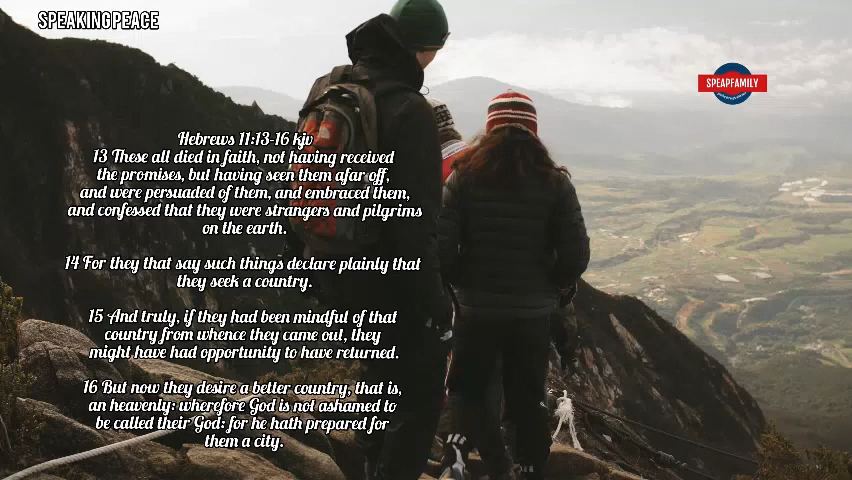 SPEAKING PEACE
SPEAPFAMILY
Hebrews 11:13-16 kjv
13 These all died in faith, not having received
the promises, but having seen them afar off,
and were persuaded of them, and embraced them,
and confessed that they were strangers and pilgrims
on the earth.
14 For they that say such things declare plainly that
they seek a country.
15 And truly, if they had been mindful of that
country from whence they came out, they
might have had opportunity to have returned.
16 But now they desire a better country, that is,
an heavenly: wherefore God is not ashamed to
be called their God: for he hath prepared for
them a city.